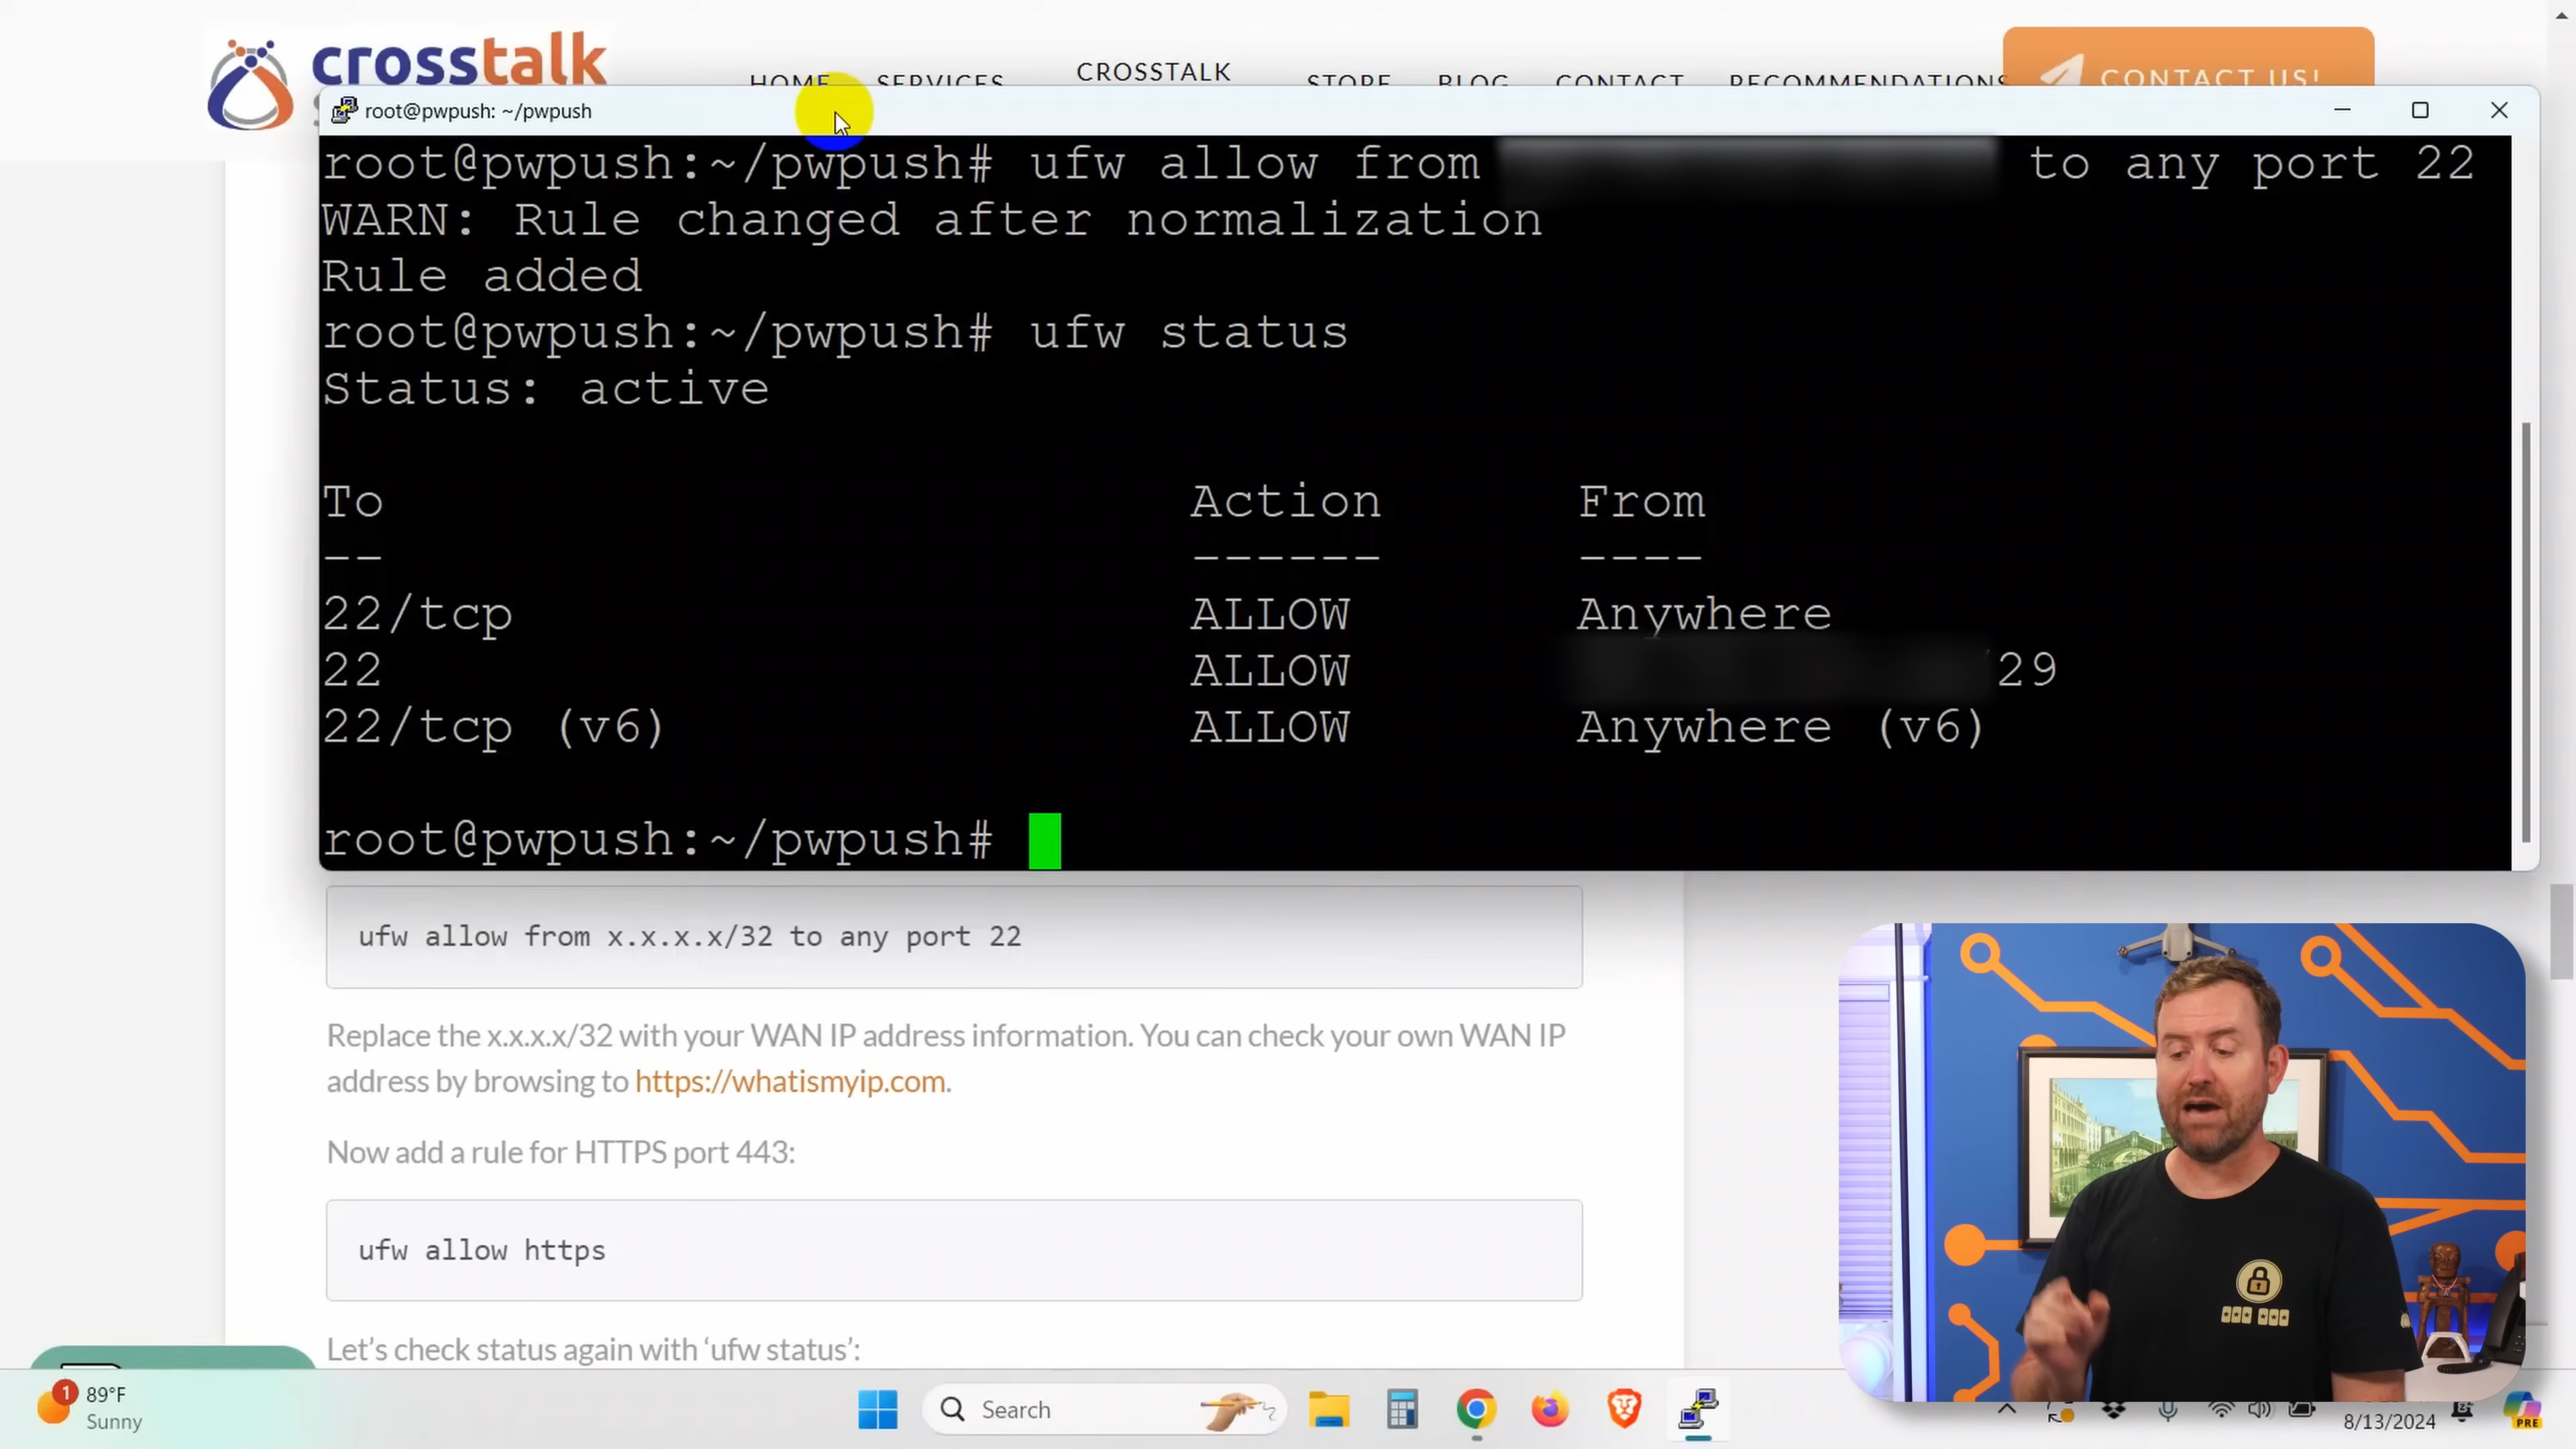 crosstalk
HOME SERVICES CROSSTALK STORE BLOG CONTACT RECOMMENDATIONS CONTACT US!
root@pwpush: ~/pwpush
root@pwpush:~/pwpush# ufw allow from to any port 22
WARN: Rule changed after normalization
Rule added
root@pwpush:~/pwpush# ufw status
Status: active
To Action From
-- ------ ----
22/tcp ALLOW Anywhere
22 ALLOW /29
22/tcp (v6) ALLOW Anywhere (v6)
root@pwpush:~/pwpush#
ufw allow from x.x.x.x/32 to any port 22
Replace the x.x.x.x/32 with your WAN IP address information. You can check your own WAN IP
address by browsing to https://whatismyip.com.
Now add a rule for HTTPS port 443:
ufw allow https
Let's check status again with ‘ufw status’:
1 89°F
Sunny
Search
8/13/2024
PRE